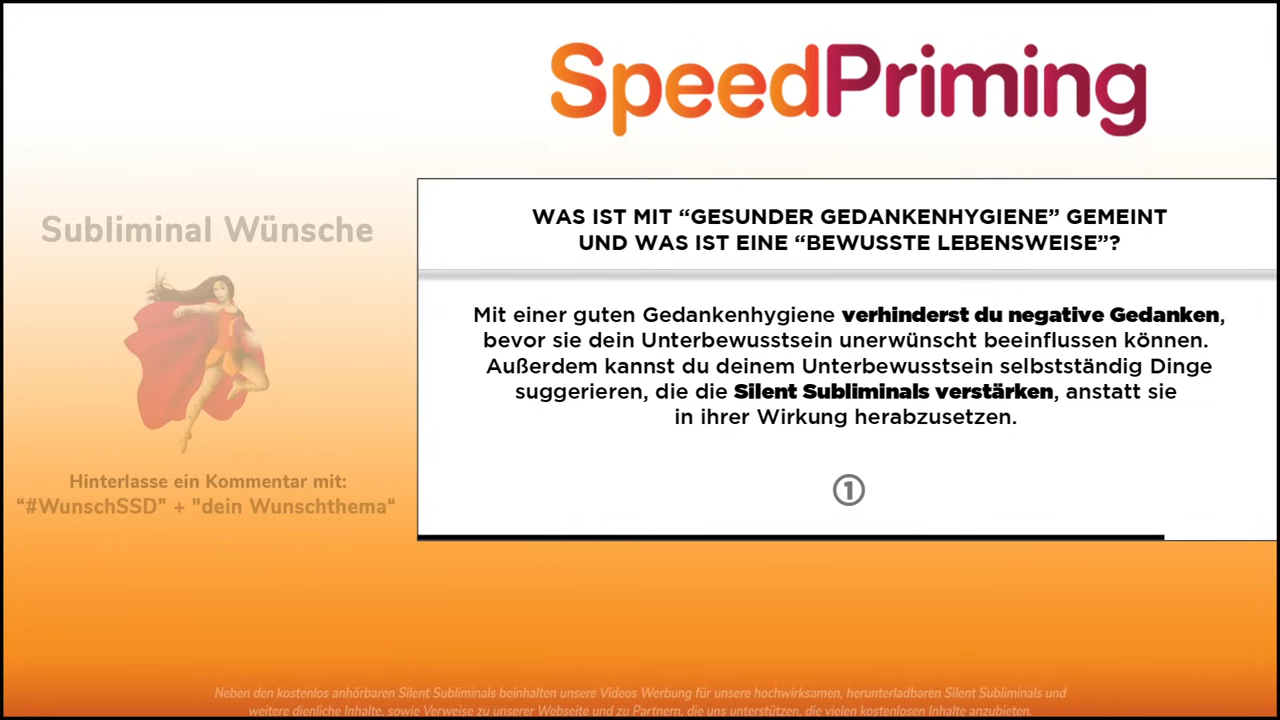 SpeedPriming
Subliminal Wünsche
Hinterlasse ein Kommentar mit:
“#WunschSSD” + "dein Wunschthema“
WAS IST MIT “GESUNDER GEDANKENHYGIENE” GEMEINT
UND WAS IST EINE “BEWUSSTE LEBENSWEISE”?
Mit einer guten Gedankenhygiene verhinderst du negative Gedanken,
bevor sie dein Unterbewusstsein unerwünscht beeinflussen können.
Außerdem kannst du deinem Unterbewusstsein selbstständig Dinge
suggerieren, die die Silent Subliminals verstärken, anstatt sie
in ihrer Wirkung herabzusetzen.
①
Neben den kostenlos anhörbaren Silent Subliminals beinhalten unsere Videos Werbung für unsere hochwirksamen, herunterladbaren Silent Subliminals und
weitere dienliche Inhalte, sowie Verweise zu unserer Webseite und zu Partnern, die uns unterstützen, die vielen kostenlosen Inhalte anzubieten.